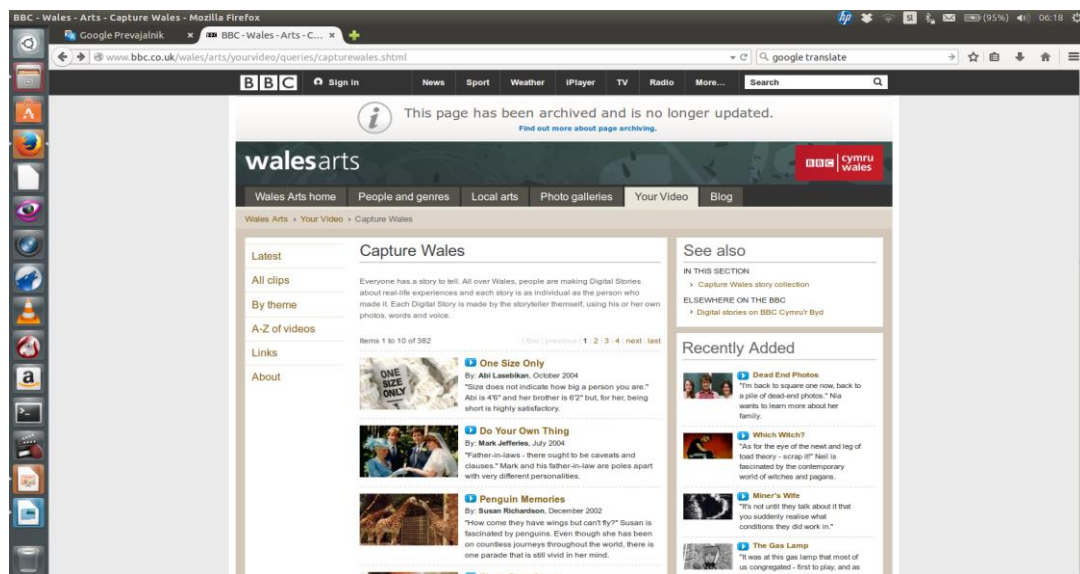 BBC - Wales - Arts - Capture Wales - Mozilla Firefox
hp
sl
(95%)
06:18
Google Prevajalnik
BBC - Wales - Arts - C...
www.bbc.co.uk/wales/arts/yourvideo/queries/capturewales.shtml
google translate
BBC
Sign in
News
Sport
Weather
iPlayer
TV
Radio
More...
Search
This page has been archived and is no longer updated.
Find out more about page archiving.
walesarts
BBC cymru
wales
Wales Arts home
People and genres
Local arts
Photo galleries
Your Video
Blog
Wales Arts > Your Video > Capture Wales
Latest
All clips
By theme
A-Z of videos
Links
About
Capture Wales
Everyone has a story to tell. All over Wales, people are making Digital Stories
about real-life experiences and each story is as individual as the person who
made it. Each Digital Story is made by the storyteller themself, using his or her own
photos, words and voice.
Items 1 to 10 of 382
| first | previous | 1 | 2 | 3 | 4 | next | last
ONE
SIZE
ONLY
One Size Only
By: Abi Lasebikan, October 2004
"Size does not indicate how big a person you are."
Abi is 4'6" and her brother is 6'2" but, for her, being
short is highly satisfactory.
Do Your Own Thing
By: Mark Jefferies, July 2004
"Father-in-laws - there ought to be caveats and
clauses." Mark and his father-in-law are poles apart
with very different personalities.
Penguin Memories
By: Susan Richardson, December 2002
"How come they have wings but can't fly?" Susan is
fascinated by penguins. Even though she has been
on countless journeys throughout the world, there is
one parade that is still vivid in her mind.
See also
IN THIS SECTION
> Capture Wales story collection
ELSEWHERE ON THE BBC
> Digital stories on BBC Cymru'r Byd
Recently Added
Dead End Photos
"I'm back to square one now, back to
a pile of dead-end photos." Nia
wants to learn more about her
family.
Which Witch?
"As for the eye of the newt and leg of
toad theory - scrap it!" Neil is
fascinated by the contemporary
world of witches and pagans.
Miner's Wife
"It's not until they talk about it that
you suddenly realise what
conditions they did work in."
The Gas Lamp
"It was at this gas lamp that most of
us congregated - first to play, and as